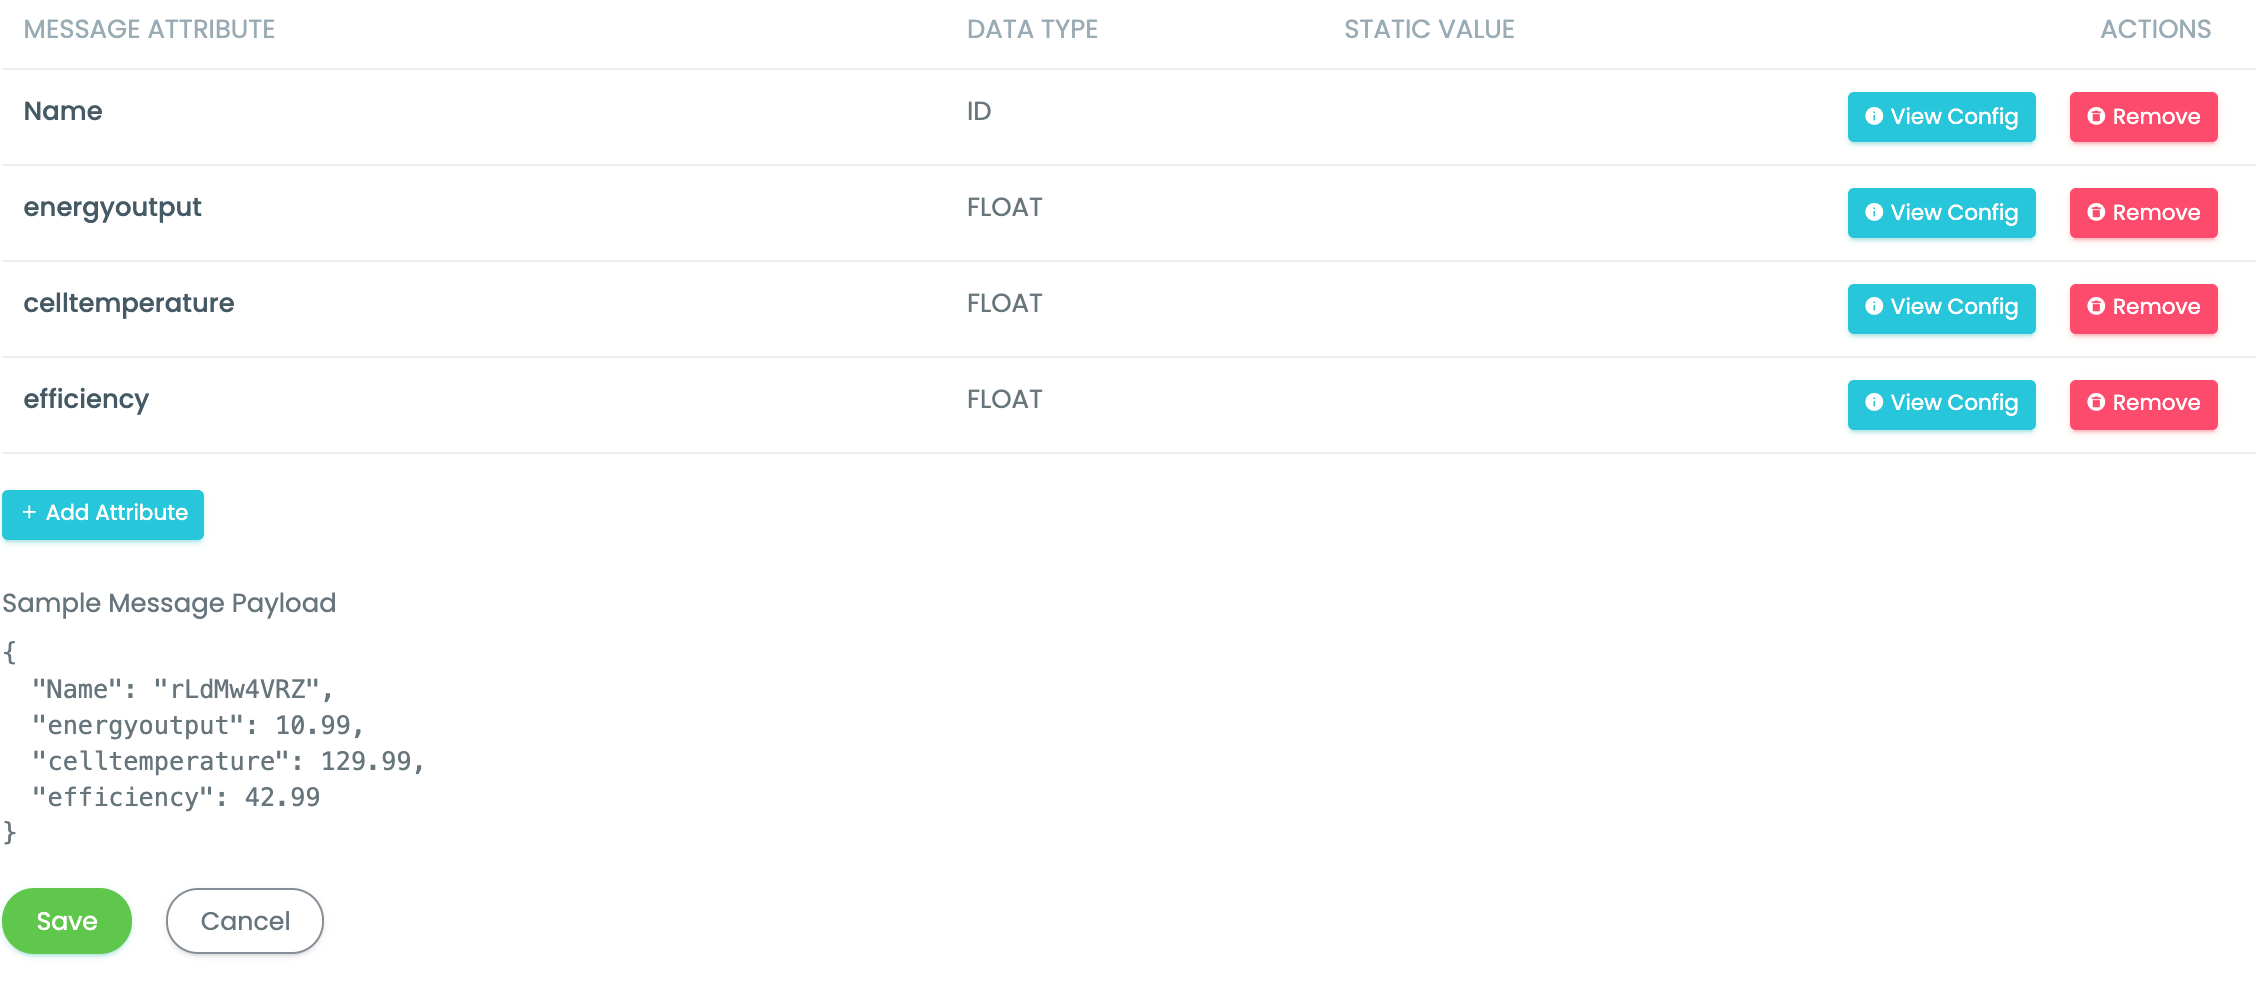 MESSAGE ATTRIBUTE DATA TYPE STATIC VALUE ACTIONS
Name ID View Config Remove
energyoutput FLOAT View Config Remove
celltemperature FLOAT View Config Remove
efficiency FLOAT View Config Remove
+ Add Attribute
Sample Message Payload
{
  "Name": "rLdMw4VRZ",
  "energyoutput": 10.99,
  "celltemperature": 129.99,
  "efficiency": 42.99
}
Save Cancel